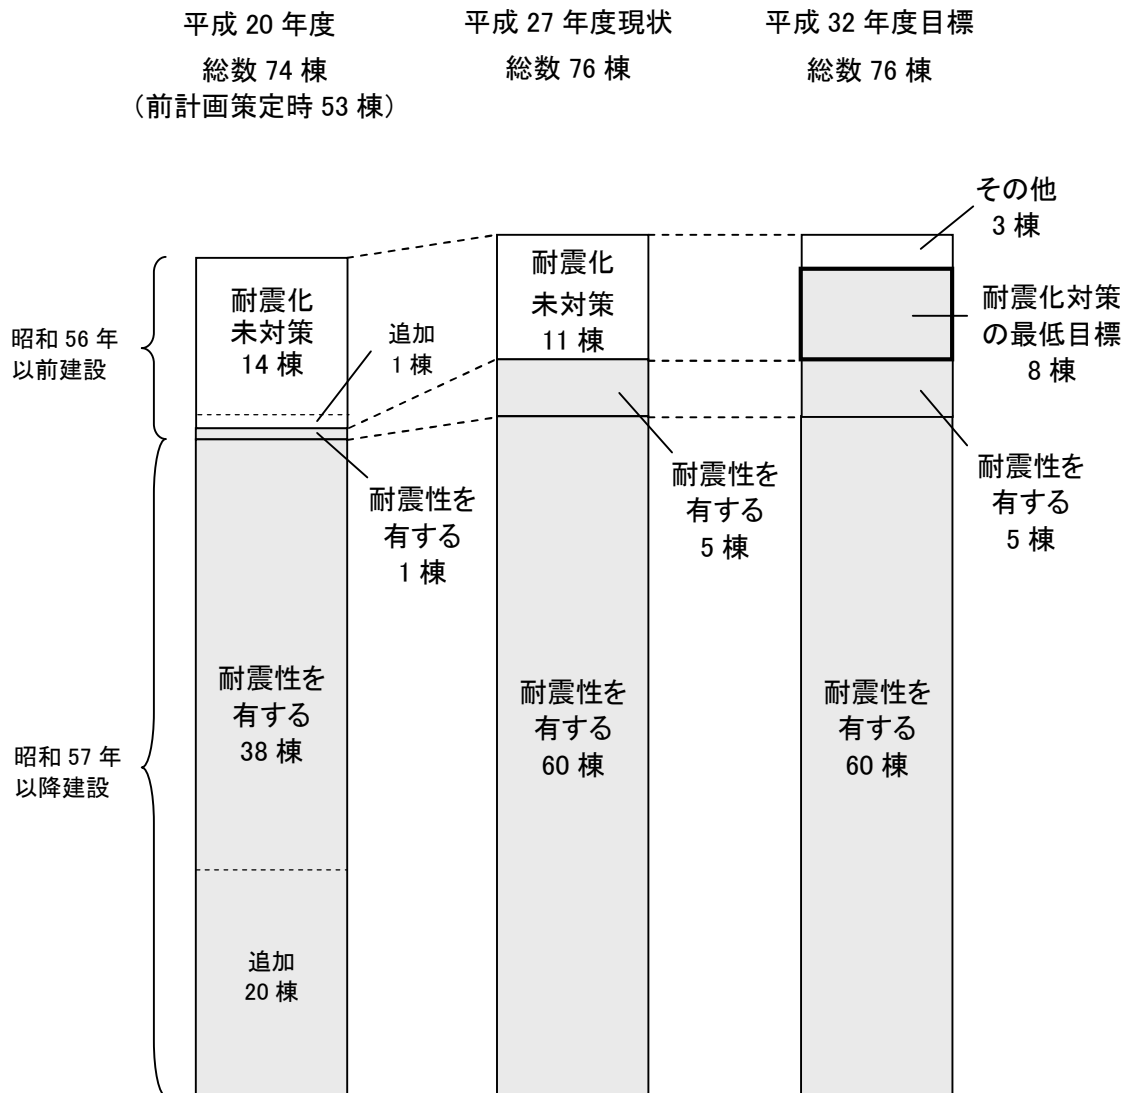 平成 20 年度
総数 74 棟
（前計画策定時 53 棟）
平成 27 年度現状
総数 76 棟
平成 32 年度目標
総数 76 棟
昭和 56 年
以前建設
昭和 57 年
以降建設
耐震化
未対策
14 棟
追加
1 棟
耐震性を
有する
1 棟
耐震性を
有する
38 棟
追加
20 棟
耐震化
未対策
11 棟
耐震性を
有する
5 棟
耐震性を
有する
60 棟
その他
3 棟
耐震化対策
の最低目標
8 棟
耐震性を
有する
5 棟
耐震性を
有する
60 棟